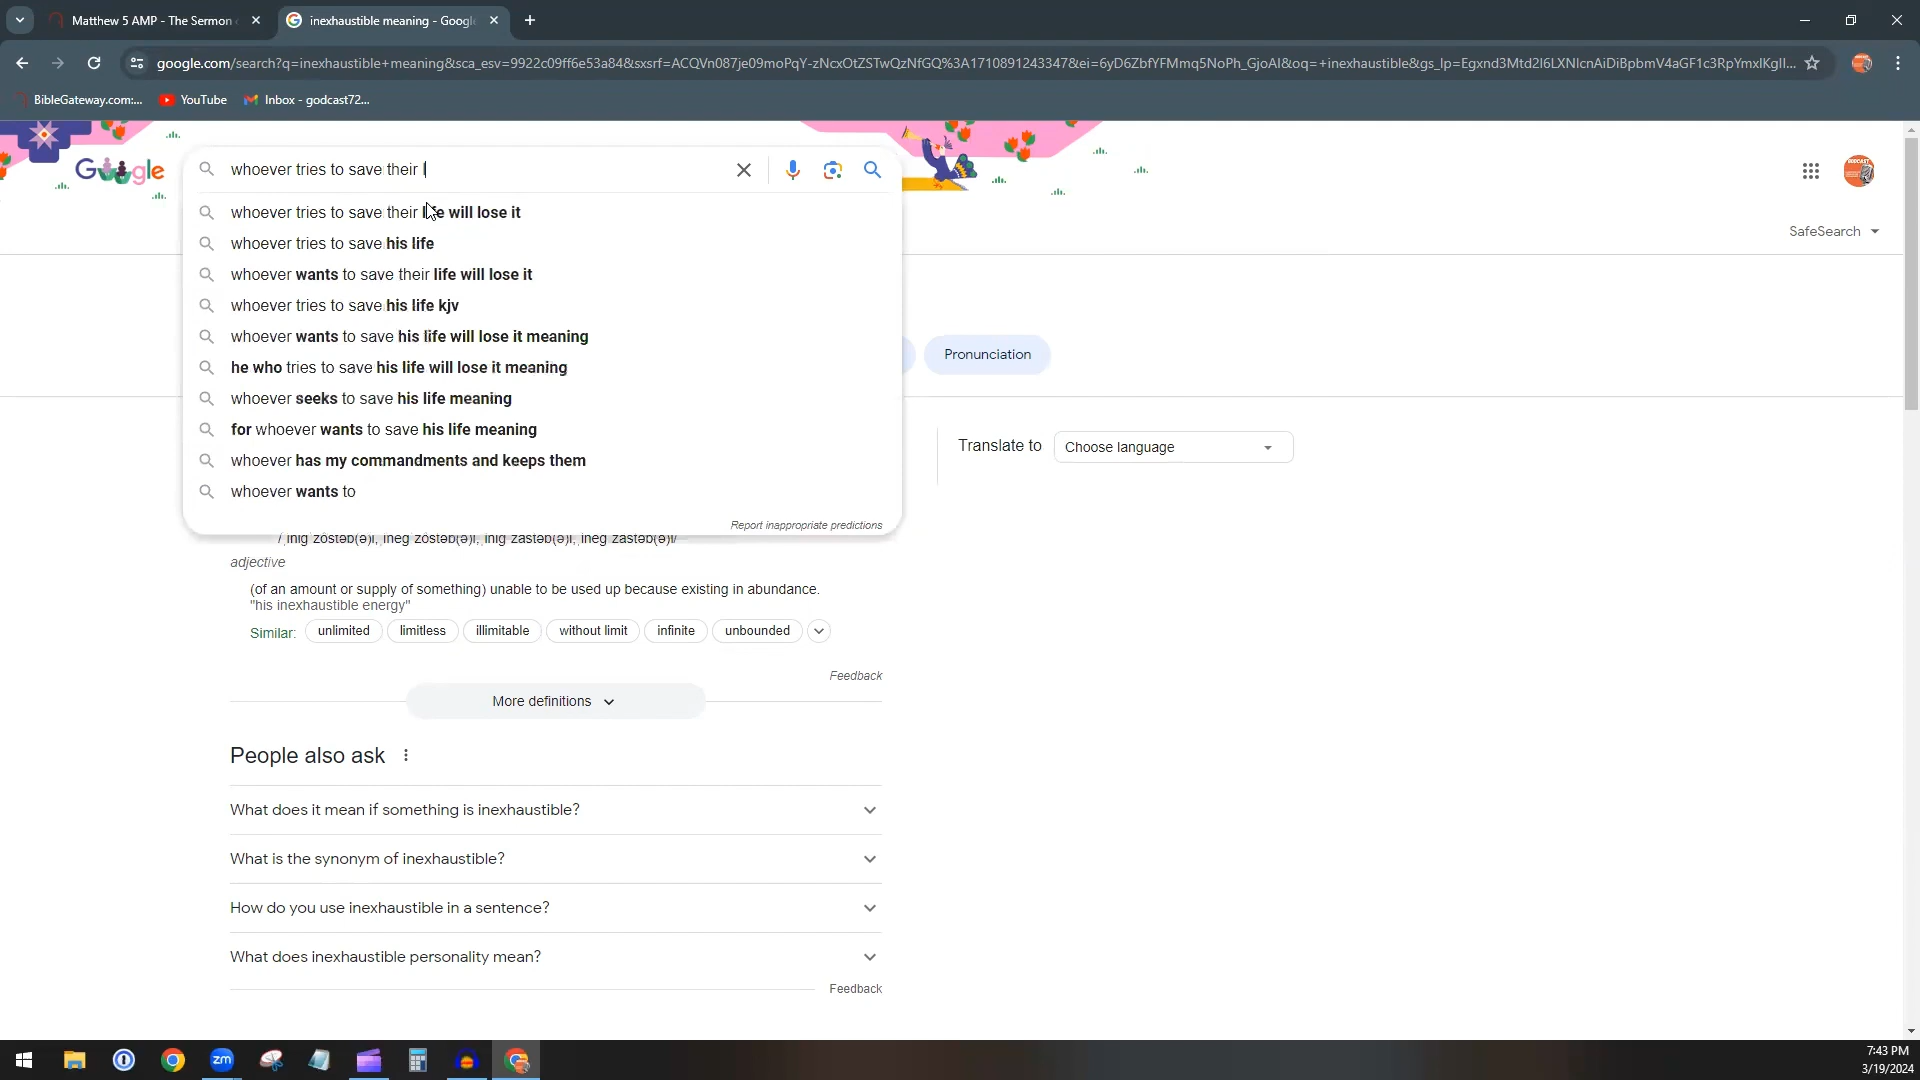 Matthew 5 AMP - The Sermon
inexhaustible meaning - Googl
google.com/search?q=inexhaustible+meaning&sca_esv=9922c09ff6e53a84&sxsrf=ACQVn087je09moPqY-zNcxOtZSTwQzNfGQ%3A1710891243347&ei=6yD6ZbfYFMmq5NoPh_GjoAI&oq=+inexhaustible&gs_lp=Egxnd3Mtd2l6LXNlcnAiDiBpbmV4aGF1c3RpYmxlKgII...
BibleGateway.com:...
YouTube
Inbox - godcast72...
Google
whoever tries to save their l
whoever tries to save their life will lose it
whoever tries to save his life
whoever wants to save their life will lose it
whoever tries to save his life kjv
whoever wants to save his life will lose it meaning
he who tries to save his life will lose it meaning
whoever seeks to save his life meaning
for whoever wants to save his life meaning
whoever has my commandments and keeps them
whoever wants to
Report inappropriate predictions
SafeSearch
Pronunciation
Translate to
Choose language
adjective
(of an amount or supply of something) unable to be used up because existing in abundance.
"his inexhaustible energy"
Similar:
unlimited
limitless
illimitable
without limit
infinite
unbounded
Feedback
More definitions
People also ask
What does it mean if something is inexhaustible?
What is the synonym of inexhaustible?
How do you use inexhaustible in a sentence?
What does inexhaustible personality mean?
Feedback
zm
7:43 PM
3/19/2024